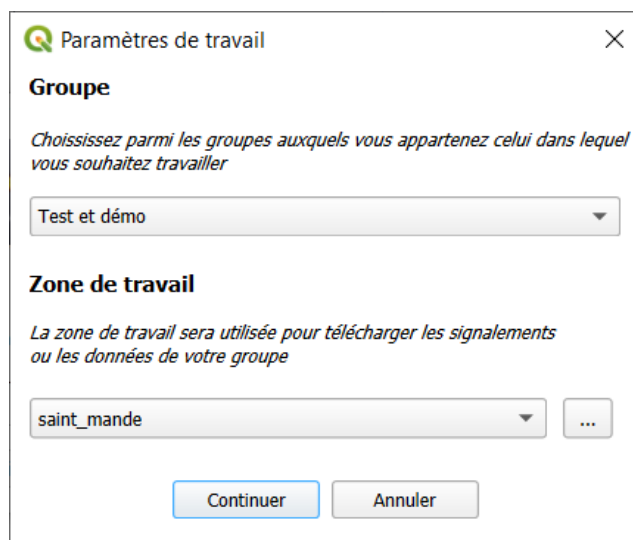 Paramètres de travail
Groupe
Choississez parmi les groupes auxquels vous appartenez celui dans lequel
vous souhaitez travailler
Test et démo
Zone de travail
La zone de travail sera utilisée pour télécharger les signalements
ou les données de votre groupe
saint_mande
...
Continuer
Annuler